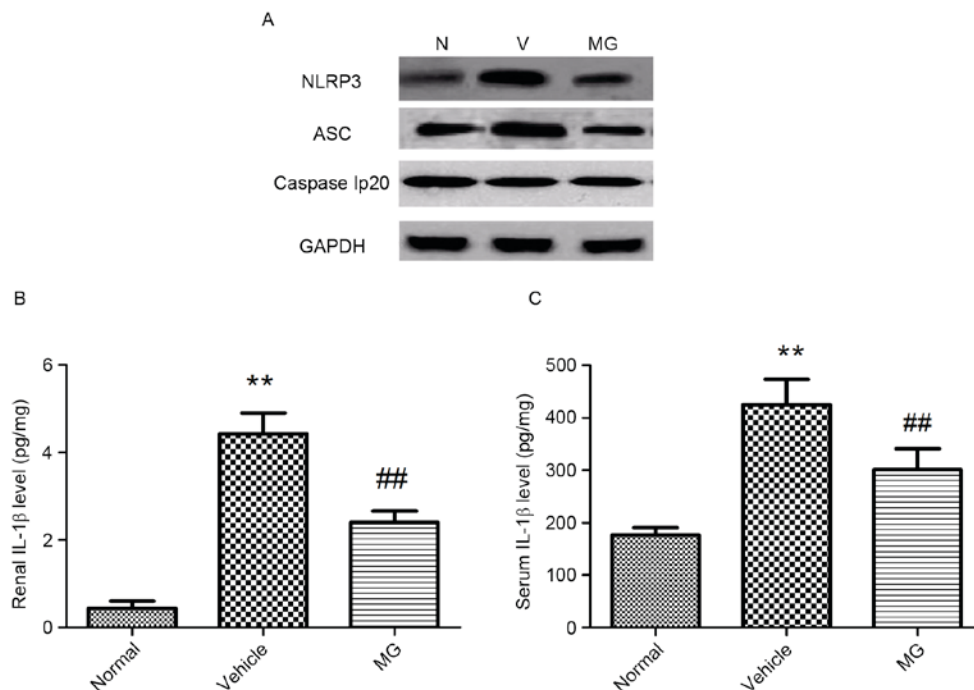 A
N V MG
NLRP3
ASC
Caspase Ip20
GAPDH
B
Renal IL-1β level (pg/mg)
6
4
2
0
**
##
Normal Vehicle MG
C
Serum IL-1β level (pg/mg)
500
400
300
200
100
0
**
##
Normal Vehicle MG